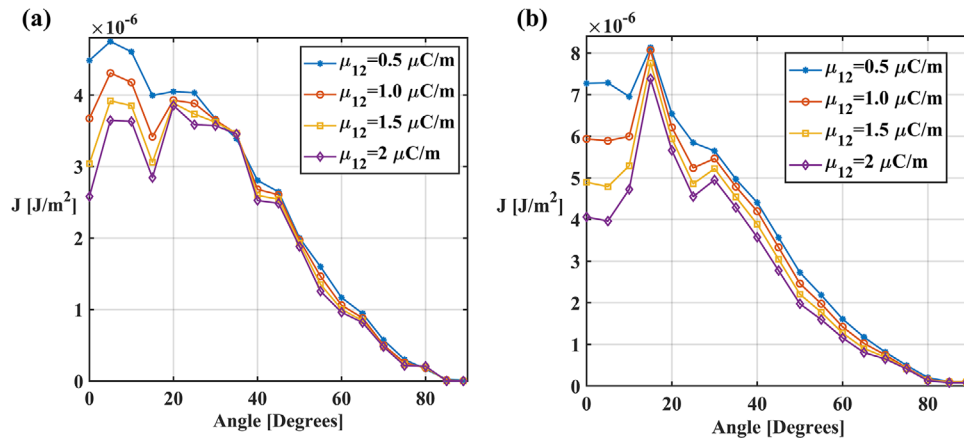 (a)
×10⁻⁶
μ₁₂=0.5 μC/m
μ₁₂=1.0 μC/m
μ₁₂=1.5 μC/m
μ₁₂=2 μC/m
4
3
J [J/m²]
2
1
0
0 20 40 60 80
Angle [Degrees]
(b)
×10⁻⁶
μ₁₂=0.5 μC/m
μ₁₂=1.0 μC/m
μ₁₂=1.5 μC/m
μ₁₂=2 μC/m
8
7
6
5
J [J/m²]
4
3
2
1
0
0 20 40 60 80
Angle [Degrees]